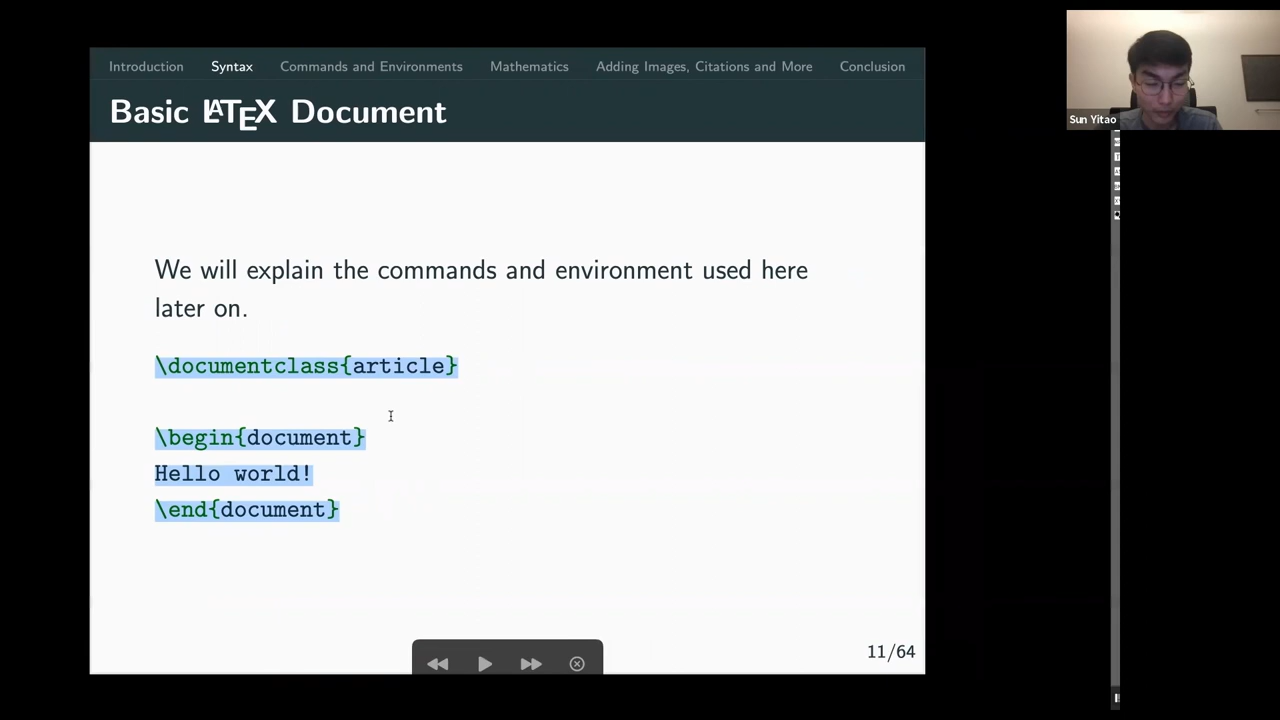 Introduction Syntax Commands and Environments Mathematics Adding Images, Citations and More Conclusion
Basic LATEX Document
We will explain the commands and environment used here
later on.
\documentclass{article}
\begin{document}
Hello world!
\end{document}
11/64
Sun Yitao